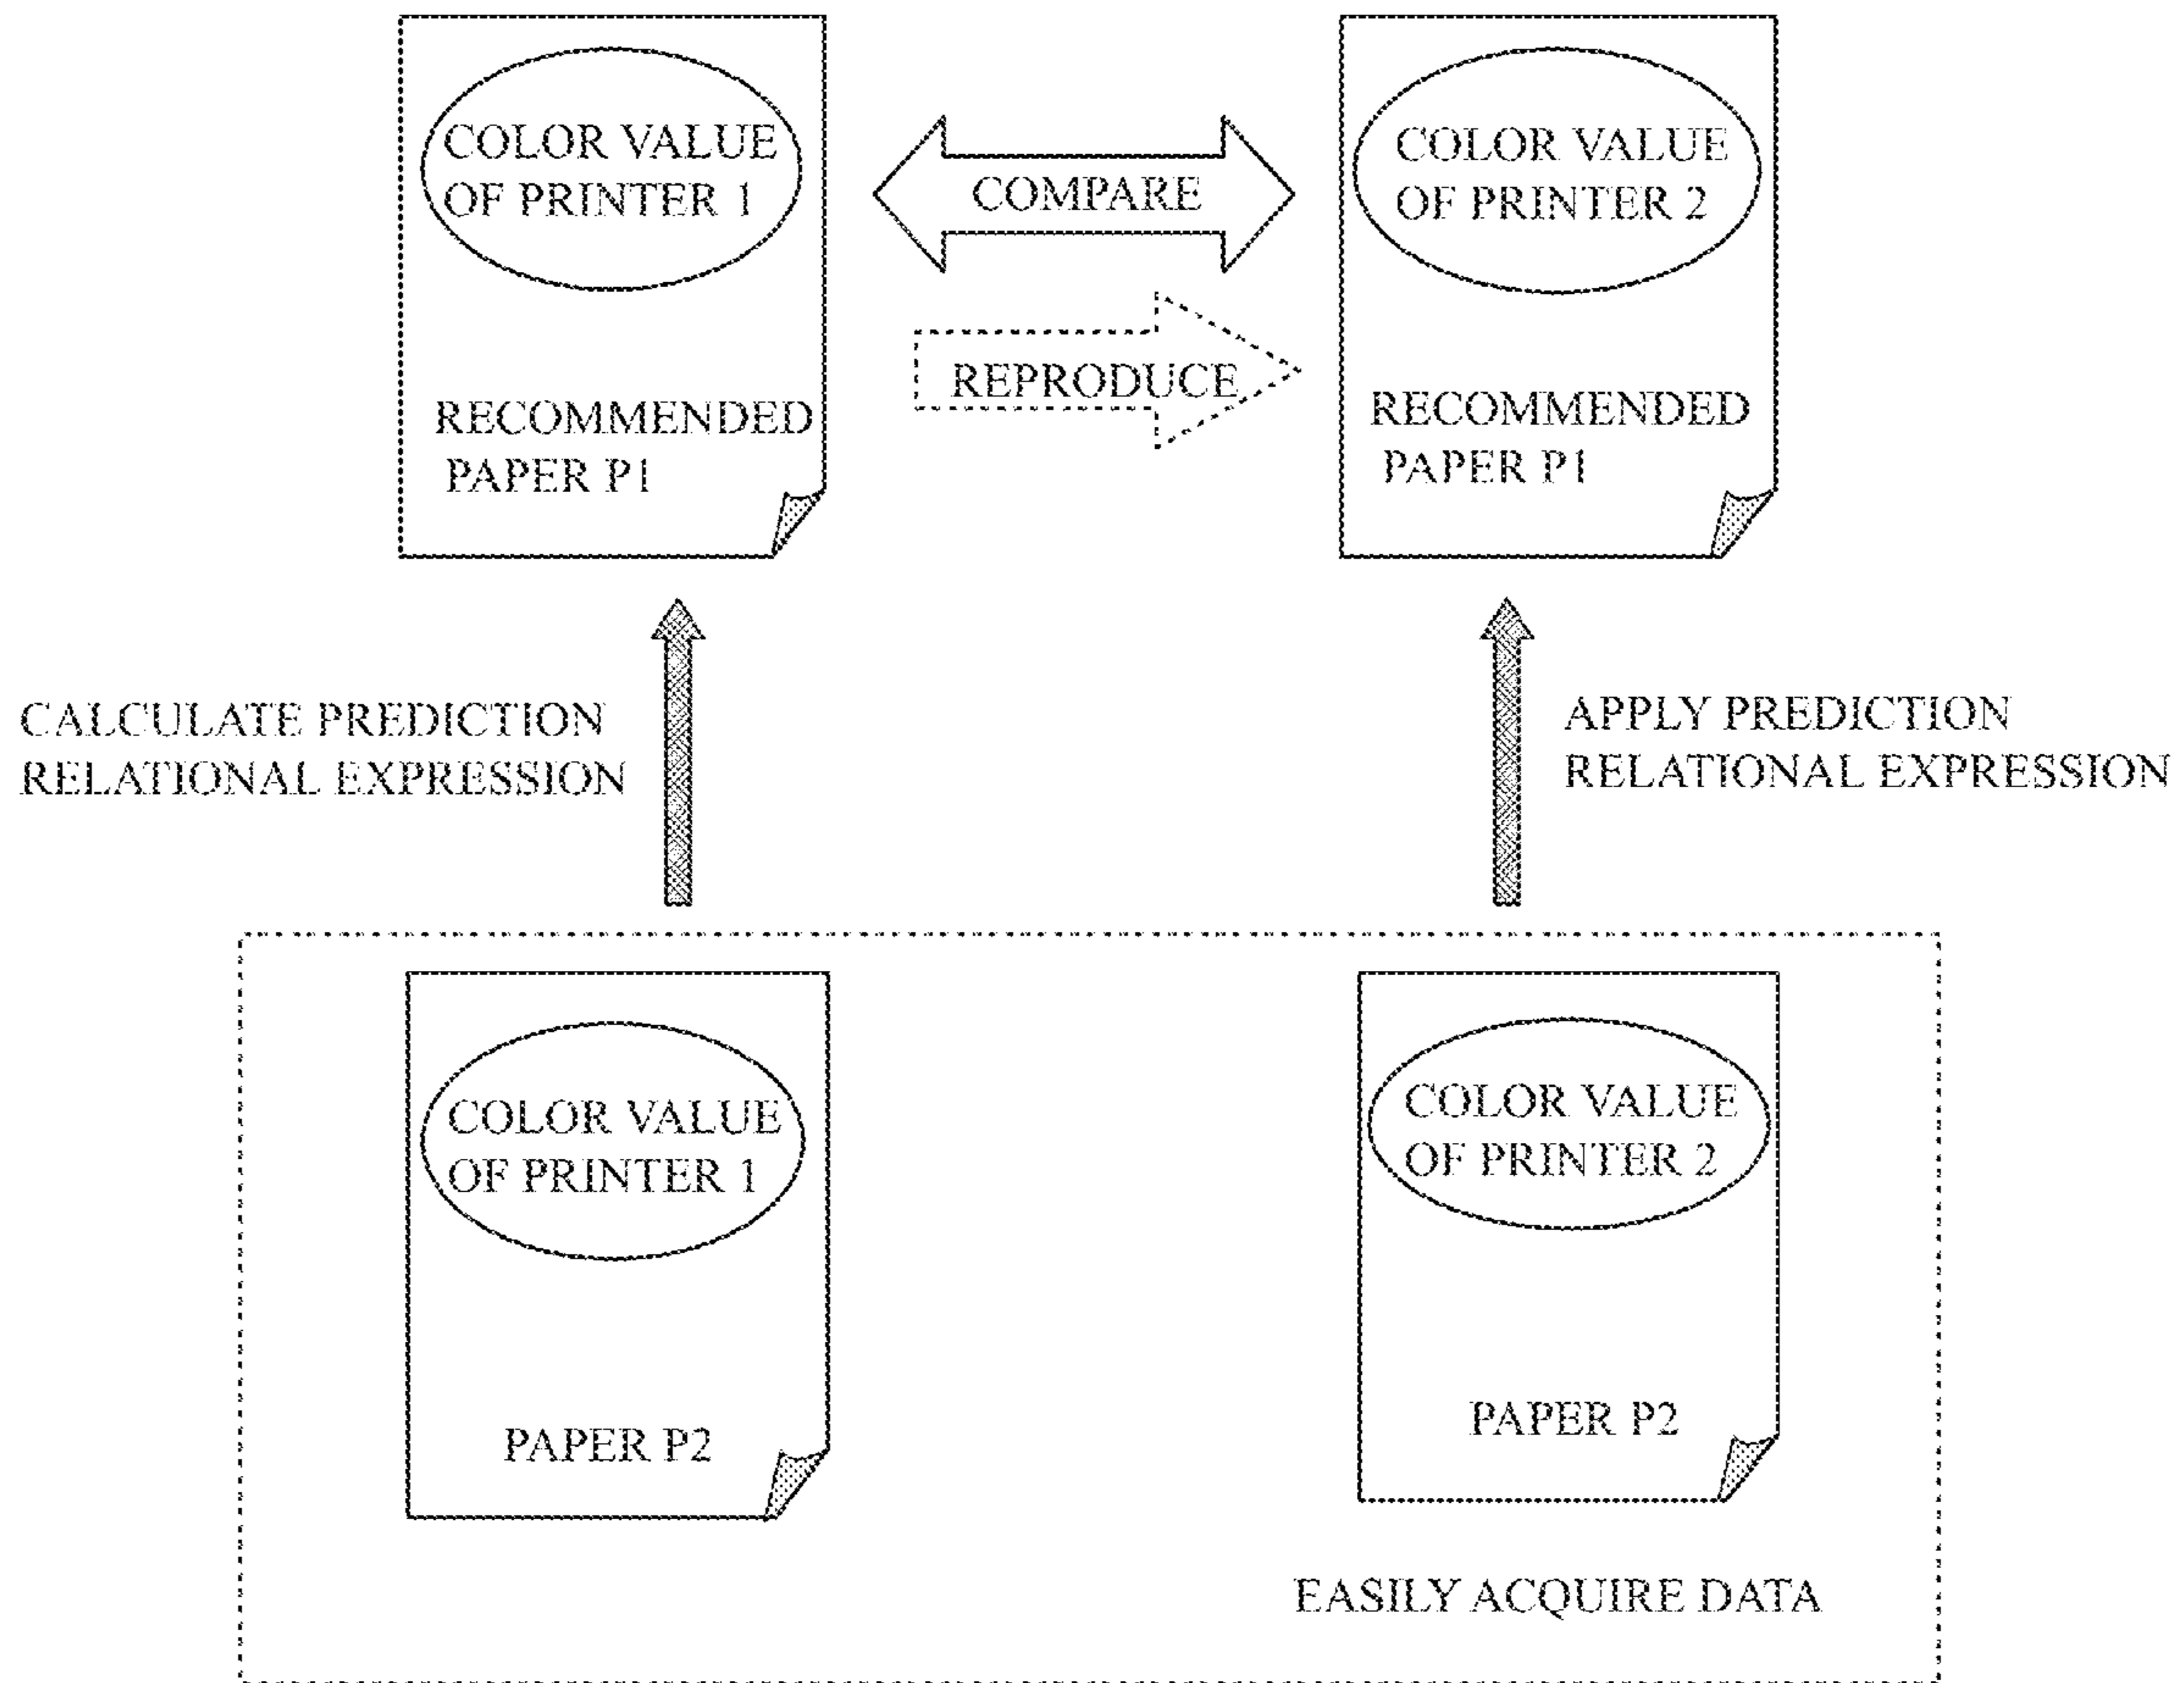 COLOR VALUE
OF PRINTER 1
RECOMMENDED
PAPER P1
COMPARE
REPRODUCE
COLOR VALUE
OF PRINTER 2
RECOMMENDED
PAPER P1
CALCULATE PREDICTION
RELATIONAL EXPRESSION
APPLY PREDICTION
RELATIONAL EXPRESSION
COLOR VALUE
OF PRINTER 1
PAPER P2
COLOR VALUE
OF PRINTER 2
PAPER P2
EASILY ACQUIRE DATA